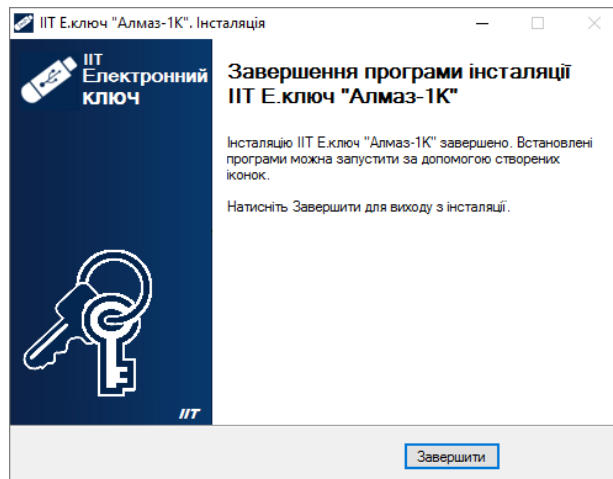 ІІТ Е.ключ "Алмаз-1К". Інсталяція
ІІТ
Електронний
ключ
Завершення програми інсталяції
ІІТ Е.ключ "Алмаз-1К"
Інсталяцію ІІТ Е.ключ "Алмаз-1К" завершено. Встановлені
програми можна запустити за допомогою створених
іконок.
Натисніть Завершити для виходу з інсталяції.
ІІТ
Завершити